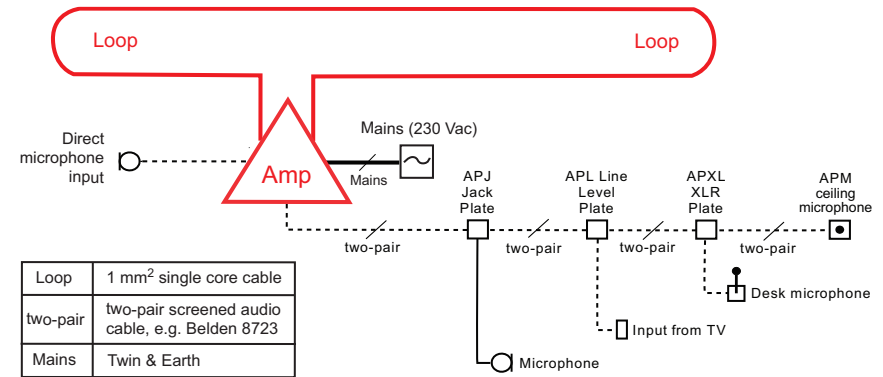 Loop
Loop
Direct
microphone
input
Amp
Mains (230 Vac)
Mains
APJ
Jack
Plate
APL Line
Level
Plate
APXL
XLR
Plate
APM
ceiling
microphone
two-pair
two-pair
two-pair
two-pair
Desk microphone
Input from TV
Microphone
Loop
1 mm² single core cable
two-pair
two-pair screened audio
cable, e.g. Belden 8723
Mains
Twin & Earth